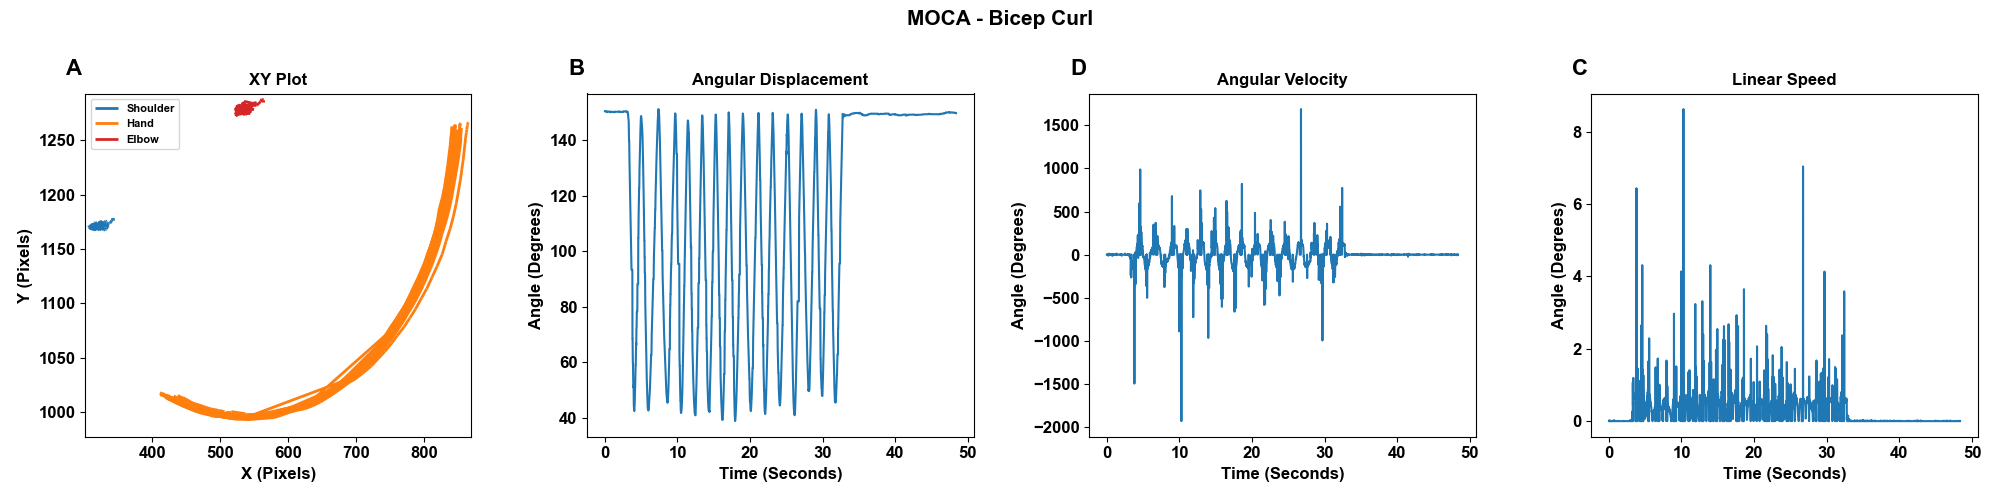 MOCA - Bicep Curl
A
XY Plot
Shoulder
Hand
Elbow
Y (Pixels)
1250
1200
1150
1100
1050
1000
400
500
600
700
800
X (Pixels)
B
Angular Displacement
Angle (Degrees)
140
120
100
80
60
40
0
10
20
30
40
50
Time (Seconds)
D
Angular Velocity
Angle (Degrees)
1500
1000
500
0
−500
−1000
−1500
−2000
0
10
20
30
40
50
Time (Seconds)
C
Linear Speed
Angle (Degrees)
8
6
4
2
0
0
10
20
30
40
50
Time (Seconds)